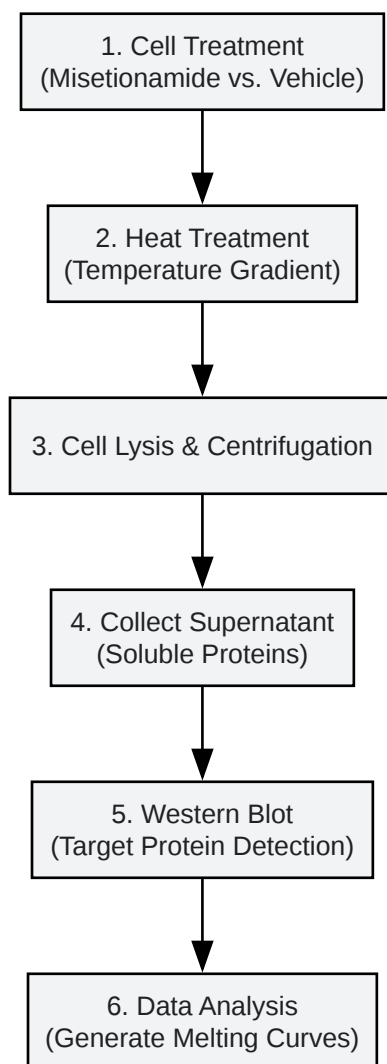 1. Cell Treatment
(Misetionamide vs. Vehicle)
2. Heat Treatment
(Temperature Gradient)
3. Cell Lysis & Centrifugation
4. Collect Supernatant
(Soluble Proteins)
5. Western Blot
(Target Protein Detection)
6. Data Analysis
(Generate Melting Curves)